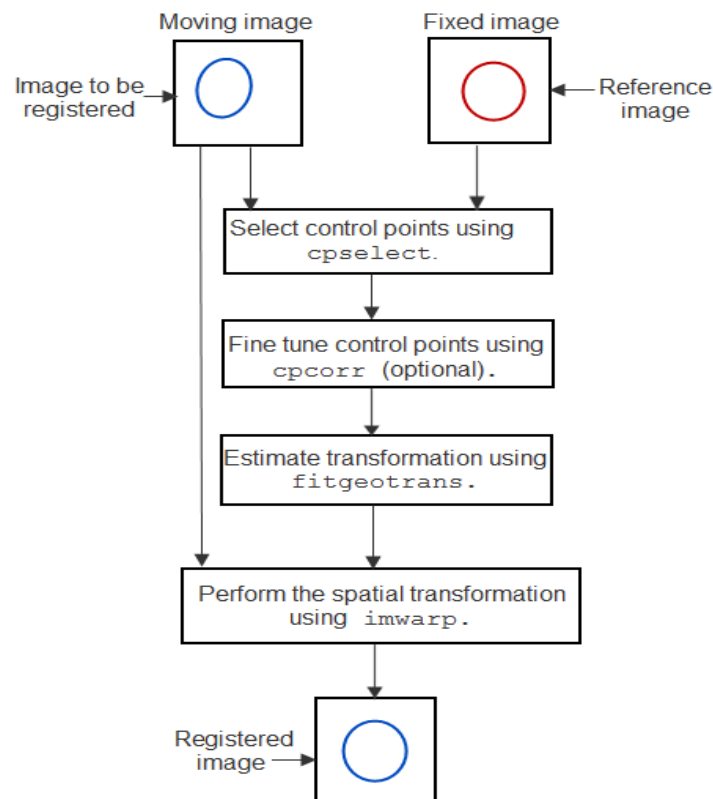 Moving image
Fixed image
Image to be
registered
Reference
image
Select control points using
cpselect.
Fine tune control points using
cpcorr (optional).
Estimate transformation using
fitgeotrans.
Perform the spatial transformation
using imwarp.
Registered
image